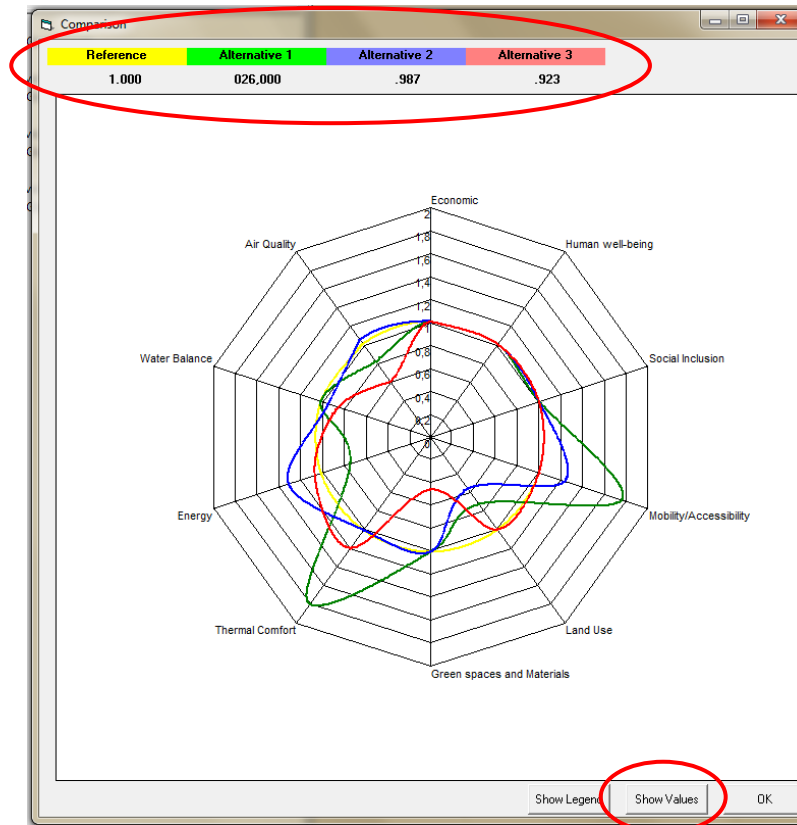 Comparison
Reference Alternative 1 Alternative 2 Alternative 3
1.000 026,000 .987 .923
Economic
2
Air Quality 1,8 Human well-being
1,6
1,4
1,2
1
Water Balance 0,8 Social Inclusion
0,6
0,4
0,2
0
Energy Mobility/Accessibility
Thermal Comfort Land Use
Green spaces and Materials
Show Legend Show Values OK